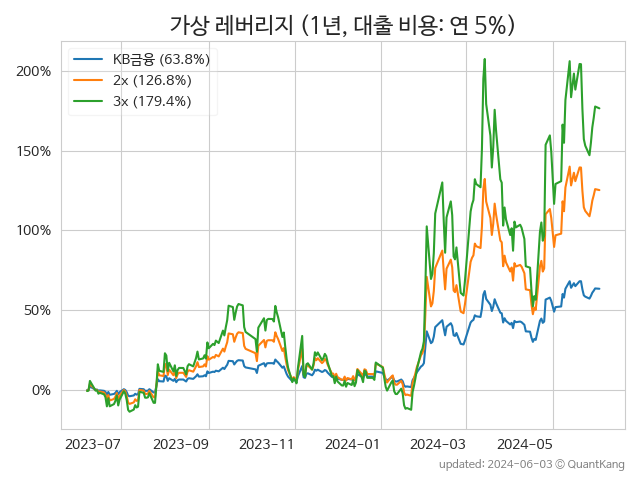 가상 레버리지 (1년, 대출 비용: 연 5%)
KB금융 (63.8%)
2x (126.8%)
3x (179.4%)
200%
150%
100%
50%
0%
2023-07
2023-09
2023-11
2024-01
2024-03
2024-05
updated: 2024-06-03 © QuantKang